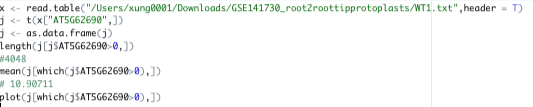 x <- read.table("/Users/xung0001/Downloads/GSE141730_root2roottipprotoplasts/WT1.txt",header = T)
j <- t(x["AT5G62690",])
j <- as.data.frame(j)
length(j[j$AT5G62690>0,])
#4048
mean(j[which(j$AT5G62690>0),])
# 10.90711
plot(j[which(j$AT5G62690>0),])